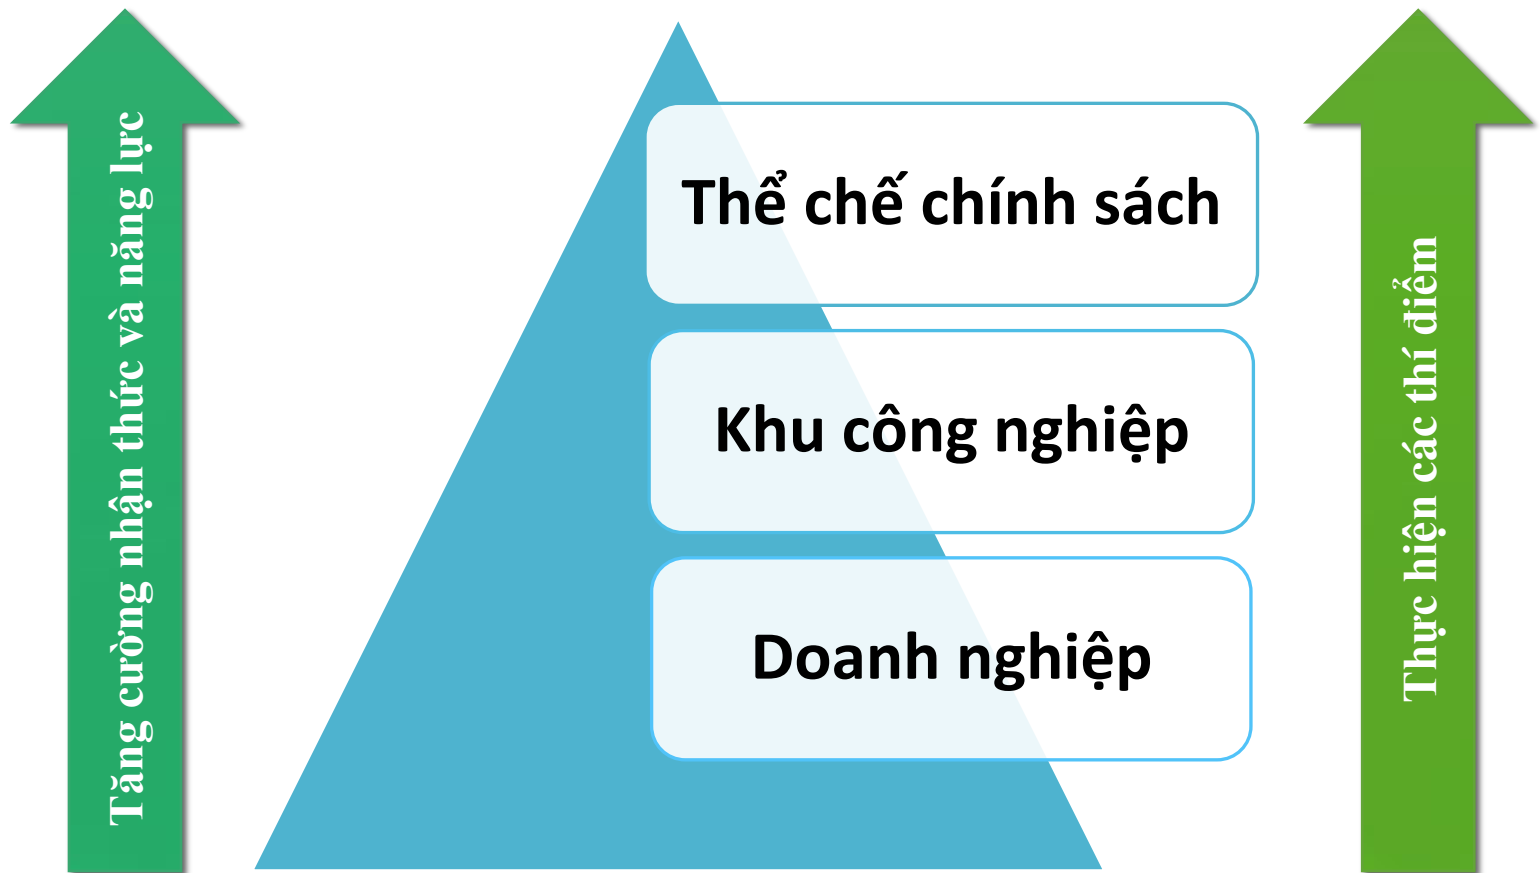 Tăng cường nhận thức và năng lực
Thể chế chính sách
Khu công nghiệp
Doanh nghiệp
Thực hiện các thí điểm